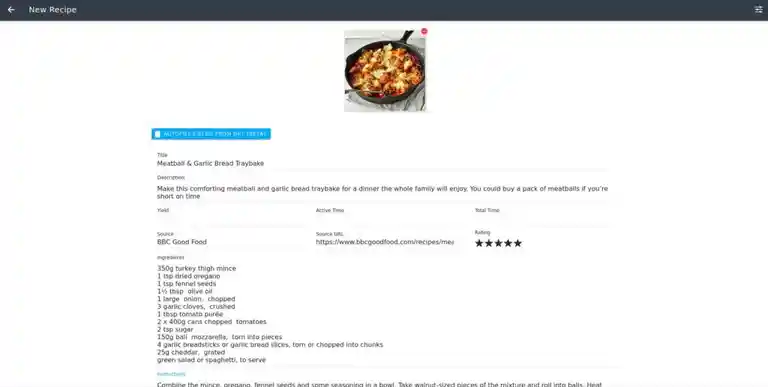 New Recipe
AUTOFILL FIELDS FROM
Title
Meatball & Garlic Bread Traybake
Description
Make this comforting meatball and garlic bread traybake for a dinner the whole family will enjoy. You could buy a pack of meatballs if you're
short on time
Yield Active Time Total Time
Source Source URL Rating
BBC Good Food https://www.bbcgoodfood.com/recipes/mea
Ingredients
350g turkey thigh mince
1 tsp dried oregano
1 tsp fennel seeds
1½ tbsp olive oil
1 large onion, chopped
3 garlic cloves, crushed
1 tbsp tomato purée
2 x 400g cans chopped tomatoes
2 tsp sugar
150g ball mozzarella, torn into pieces
4 garlic breadsticks or garlic bread slices, torn or chopped into chunks
25g cheddar, grated
green salad or spaghetti, to serve
Instructions
Combine the mince, oregano, fennel seeds and some seasoning in a bowl. Take walnut-sized pieces of the mixture and roll into balls. Heat